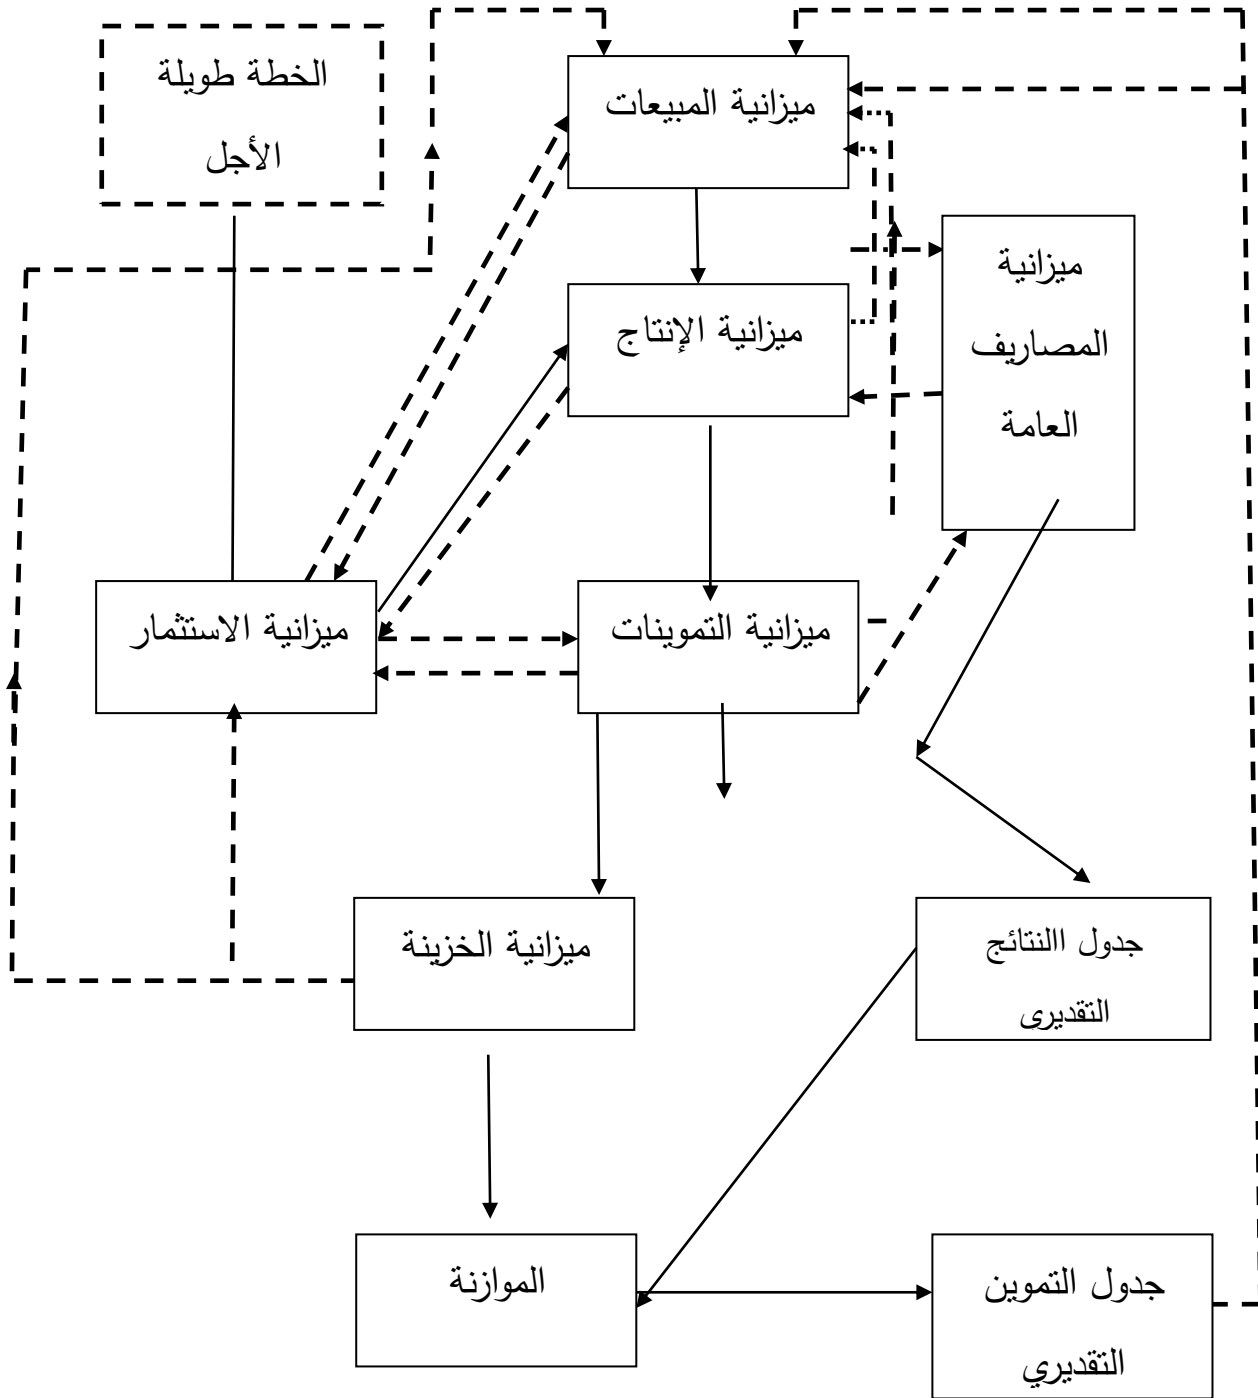 الخطة طويلة
الأجل
ميزانية المبيعات
ميزانية
المصاريف
العامة
ميزانية الإنتاج
ميزانية التموينات
ميزانية الاستثمار
جدول االنتائج
التقديرى
ميزانية الخزينة
جدول التموين
التقديري
الموازنة